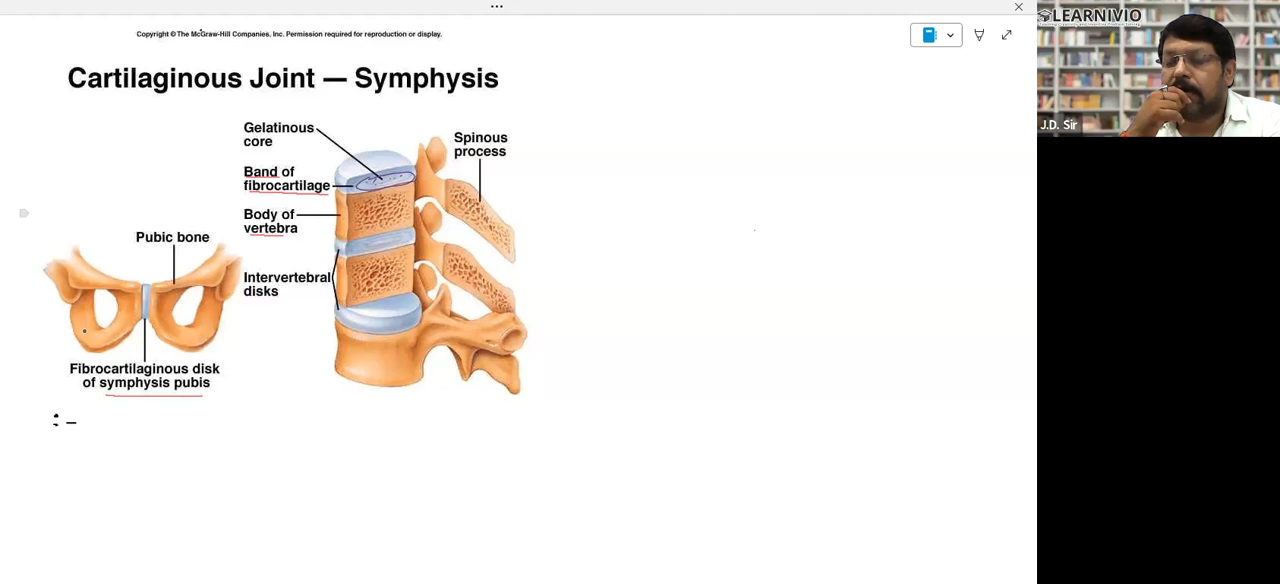 Copyright © The McGraw-Hill Companies, Inc. Permission required for reproduction or display.
Cartilaginous Joint — Symphysis
Gelatinous
core
Spinous
process
Band of
fibrocartilage
Body of
vertebra
Pubic bone
Intervertebral
disks
Fibrocartilaginous disk
of symphysis pubis
LEARNIVIO
J.D. Sir